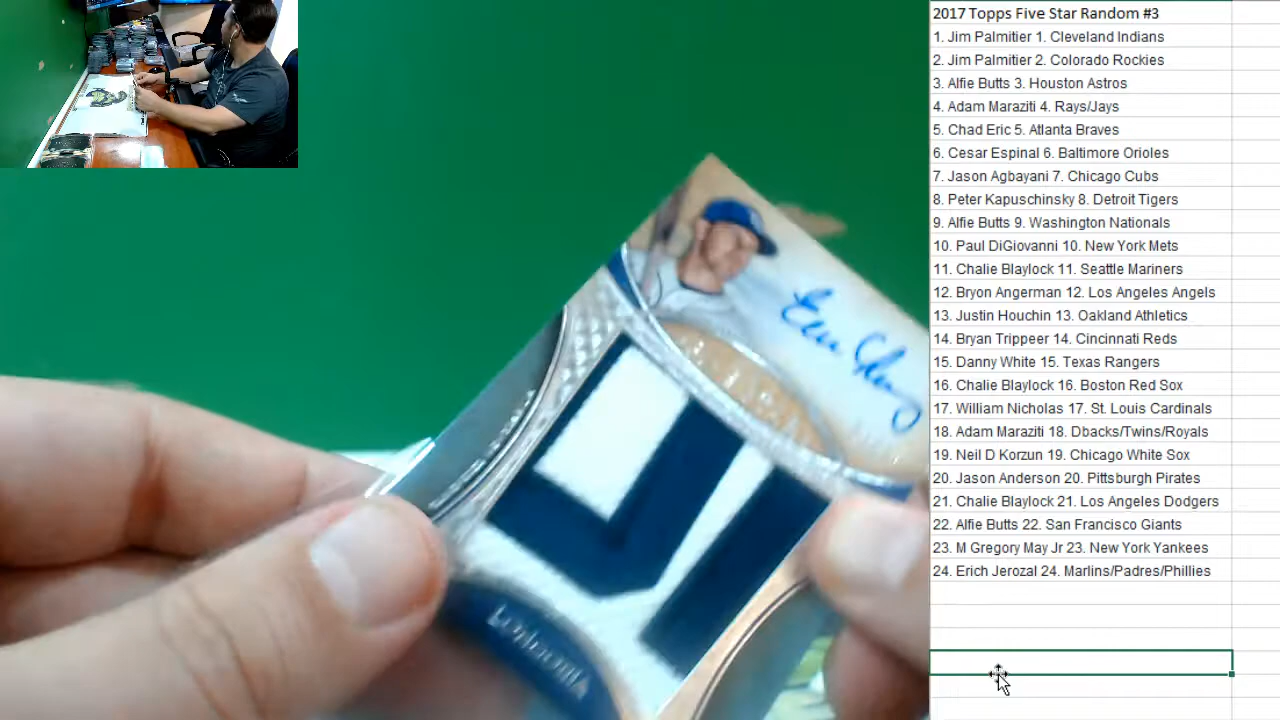 2017 Topps Five Star Random #3
1. Jim Palmitier 1. Cleveland Indians
2. Jim Palmitier 2. Colorado Rockies
3. Alfie Butts 3. Houston Astros
4. Adam Maraziti 4. Rays/Jays
5. Chad Eric 5. Atlanta Braves
6. Cesar Espinal 6. Baltimore Orioles
7. Jason Agbayani 7. Chicago Cubs
8. Peter Kapuschinsky 8. Detroit Tigers
9. Alfie Butts 9. Washington Nationals
10. Paul DiGiovanni 10. New York Mets
11. Chalie Blaylock 11. Seattle Mariners
12. Bryon Angerman 12. Los Angeles Angels
13. Justin Houchin 13. Oakland Athletics
14. Bryan Trippeer 14. Cincinnati Reds
15. Danny White 15. Texas Rangers
16. Chalie Blaylock 16. Boston Red Sox
17. William Nicholas 17. St. Louis Cardinals
18. Adam Maraziti 18. Dbacks/Twins/Royals
19. Neil D Korzun 19. Chicago White Sox
20. Jason Anderson 20. Pittsburgh Pirates
21. Chalie Blaylock 21. Los Angeles Dodgers
22. Alfie Butts 22. San Francisco Giants
23. M Gregory May Jr 23. New York Yankees
24. Erich Jerozal 24. Marlins/Padres/Phillies